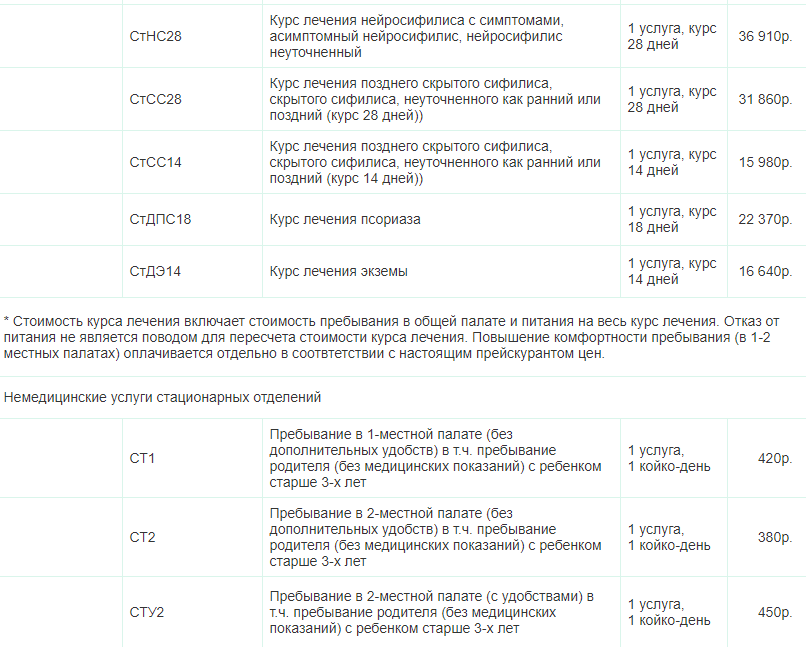 СтНС28
Курс лечения нейросифилиса с симптомами,
асимптомный нейросифилис, нейросифилис
неуточненный
1 услуга, курс
28 дней
36 910р.
СтСС28
Курс лечения позднего скрытого сифилиса,
скрытого сифилиса, неуточненного как ранний или
поздний (курс 28 дней))
1 услуга, курс
28 дней
31 860р.
СтСС14
Курс лечения позднего скрытого сифилиса,
скрытого сифилиса, неуточненного как ранний или
поздний (курс 14 дней))
1 услуга, курс
14 дней
15 980р.
СтДПС18
Курс лечения псориаза
1 услуга, курс
18 дней
22 370р.
СтДЭ14
Курс лечения экземы
1 услуга, курс
14 дней
16 640р.
* Стоимость курса лечения включает стоимость пребывания в общей палате и питания на весь курс лечения. Отказ от
питания не является поводом для пересчета стоимости курса лечения. Повышение комфортности пребывания (в 1-2
местных палатах) оплачивается отдельно в соотвтетствии с настоящим прейскурантом цен.
Немедицинские услуги стационарных отделений
СТ1
Пребывание в 1-местной палате (без
дополнительных удобств) в т.ч. пребывание
родителя (без медицинских показаний) с ребенком
старше 3-х лет
1 услуга,
1 койко-день
420р.
СТ2
Пребывание в 2-местной палате (без
дополнительных удобств) в т.ч. пребывание
родителя (без медицинских показаний) с ребенком
старше 3-х лет
1 услуга,
1 койко-день
380р.
СТУ2
Пребывание в 2-местной палате (с удобствами) в
т.ч. пребывание родителя (без медицинских
показаний) с ребенком старше 3-х лет
1 услуга,
1 койко-день
450р.